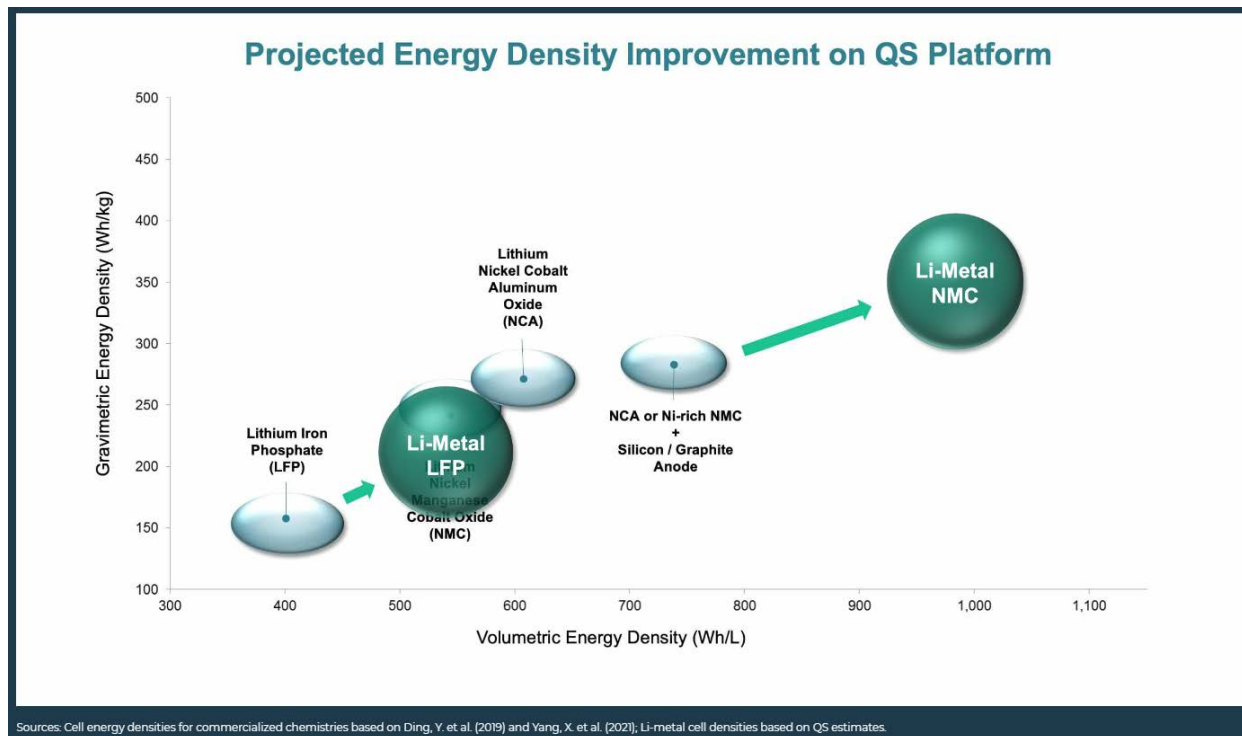 Projected Energy Density Improvement on QS Platform
Gravimetric Energy Density (Wh/kg)
500
450
400
350
300
250
200
150
100
Lithium Iron
Phosphate
(LFP)
Li-Metal
LFP
Lithium
Nickel
Manganese
Cobalt Oxide
(NMC)
Lithium
Nickel Cobalt
Aluminum
Oxide
(NCA)
NCA or Ni-rich NMC
+
Silicon / Graphite
Anode
Li-Metal
NMC
300
400
500
600
700
800
900
1,000
1,100
Volumetric Energy Density (Wh/L)
Sources: Cell energy densities for commercialized chemistries based on Ding, Y. et al. (2019) and Yang, X. et al. (2021); Li-metal cell densities based on QS estimates.